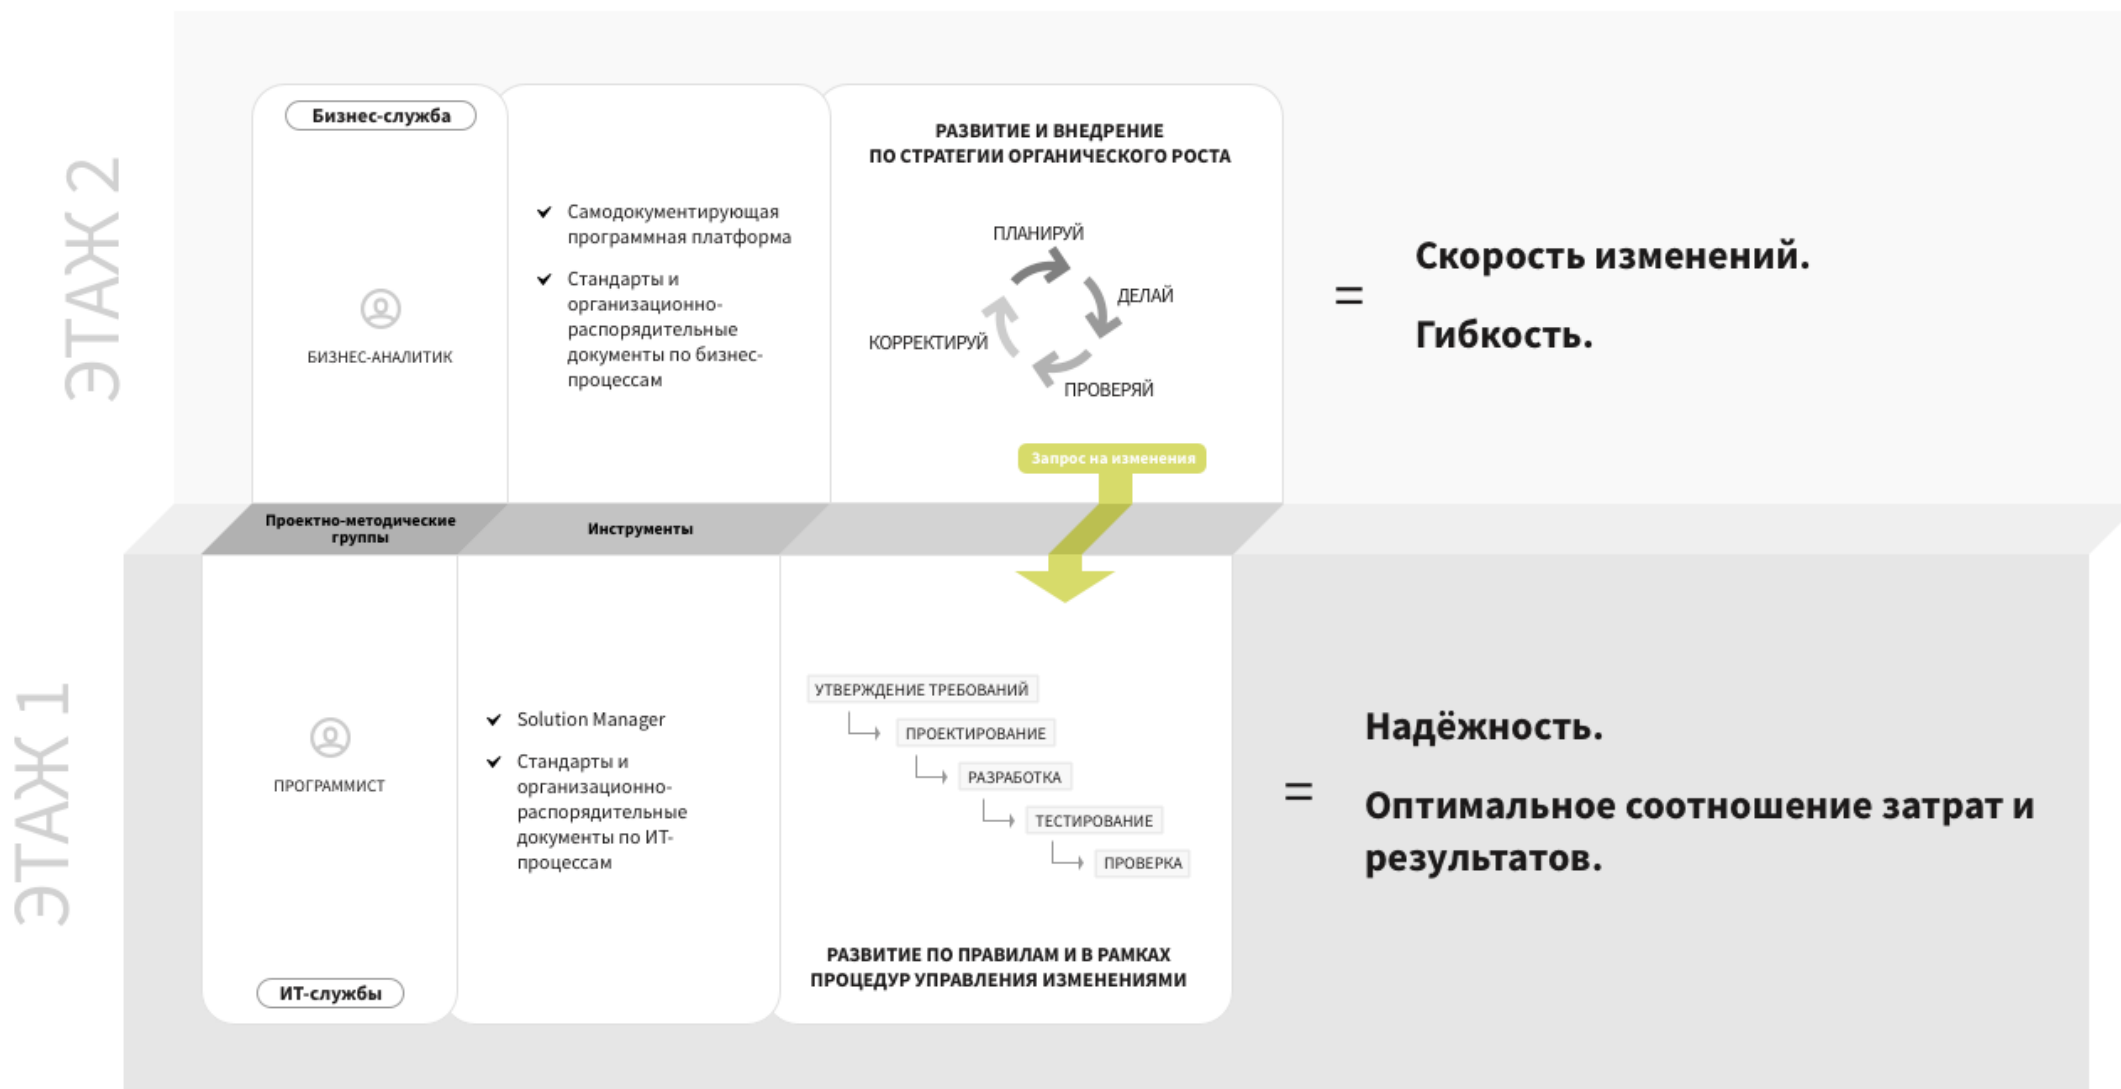 ЭТАЖ 2
Бизнес-служба
БИЗНЕС-АНАЛИТИК
Самодокументирующая
программная платформа
Стандарты и
организационно-
распорядительные
документы по бизнес-
процессам
РАЗВИТИЕ И ВНЕДРЕНИЕ
ПО СТРАТЕГИИ ОРГАНИЧЕСКОГО РОСТА
ПЛАНИРУЙ
ДЕЛАЙ
ПРОВЕРЯЙ
КОРРЕКТИРУЙ
Запрос на изменения
=
Скорость изменений.
Гибкость.
Проектно-методические
группы
Инструменты
ЭТАЖ 1
ПРОГРАММИСТ
ИТ-службы
Solution Manager
Стандарты и
организационно-
распорядительные
документы по ИТ-
процессам
УТВЕРЖДЕНИЕ ТРЕБОВАНИЙ
ПРОЕКТИРОВАНИЕ
РАЗРАБОТКА
ТЕСТИРОВАНИЕ
ПРОВЕРКА
РАЗВИТИЕ ПО ПРАВИЛАМ И В РАМКАХ
ПРОЦЕДУР УПРАВЛЕНИЯ ИЗМЕНЕНИЯМИ
=
Надёжность.
Оптимальное соотношение затрат и
результатов.